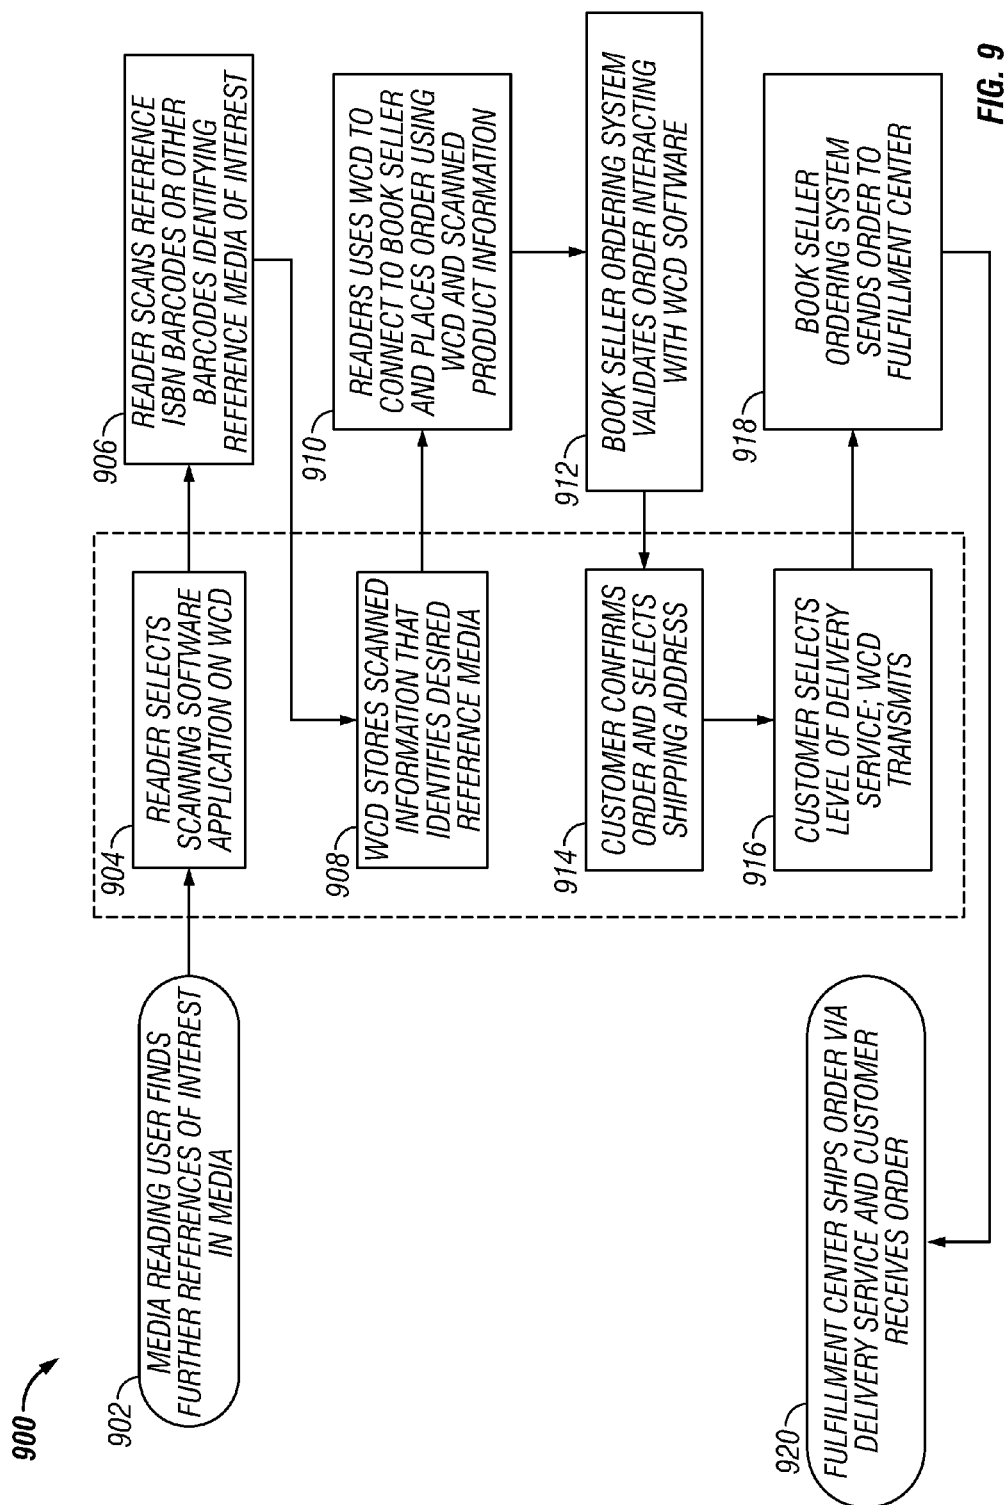 900
902
MEDIA READING USER FINDS
FURTHER REFERENCES OF INTEREST
IN MEDIA
904
READER SELECTS
SCANNING SOFTWARE
APPLICATION ON WCD
906
READER SCANS REFERENCE
ISBN BARCODES OR OTHER
BARCODES IDENTIFYING
REFERENCE MEDIA OF INTEREST
908
WCD STORES SCANNED
INFORMATION THAT
IDENTIFIES DESIRED
REFERENCE MEDIA
910
READERS USES WCD TO
CONNECT TO BOOK SELLER
AND PLACES ORDER USING
WCD AND SCANNED
PRODUCT INFORMATION
912
BOOK SELLER ORDERING SYSTEM
VALIDATES ORDER INTERACTING
WITH WCD SOFTWARE
914
CUSTOMER CONFIRMS
ORDER AND SELECTS
SHIPPING ADDRESS
916
CUSTOMER SELECTS
LEVEL OF DELIVERY
SERVICE; WCD
TRANSMITS
918
BOOK SELLER
ORDERING SYSTEM
SENDS ORDER TO
FULFILLMENT CENTER
920
FULFILLMENT CENTER SHIPS ORDER VIA
DELIVERY SERVICE AND CUSTOMER
RECEIVES ORDER
FIG. 9